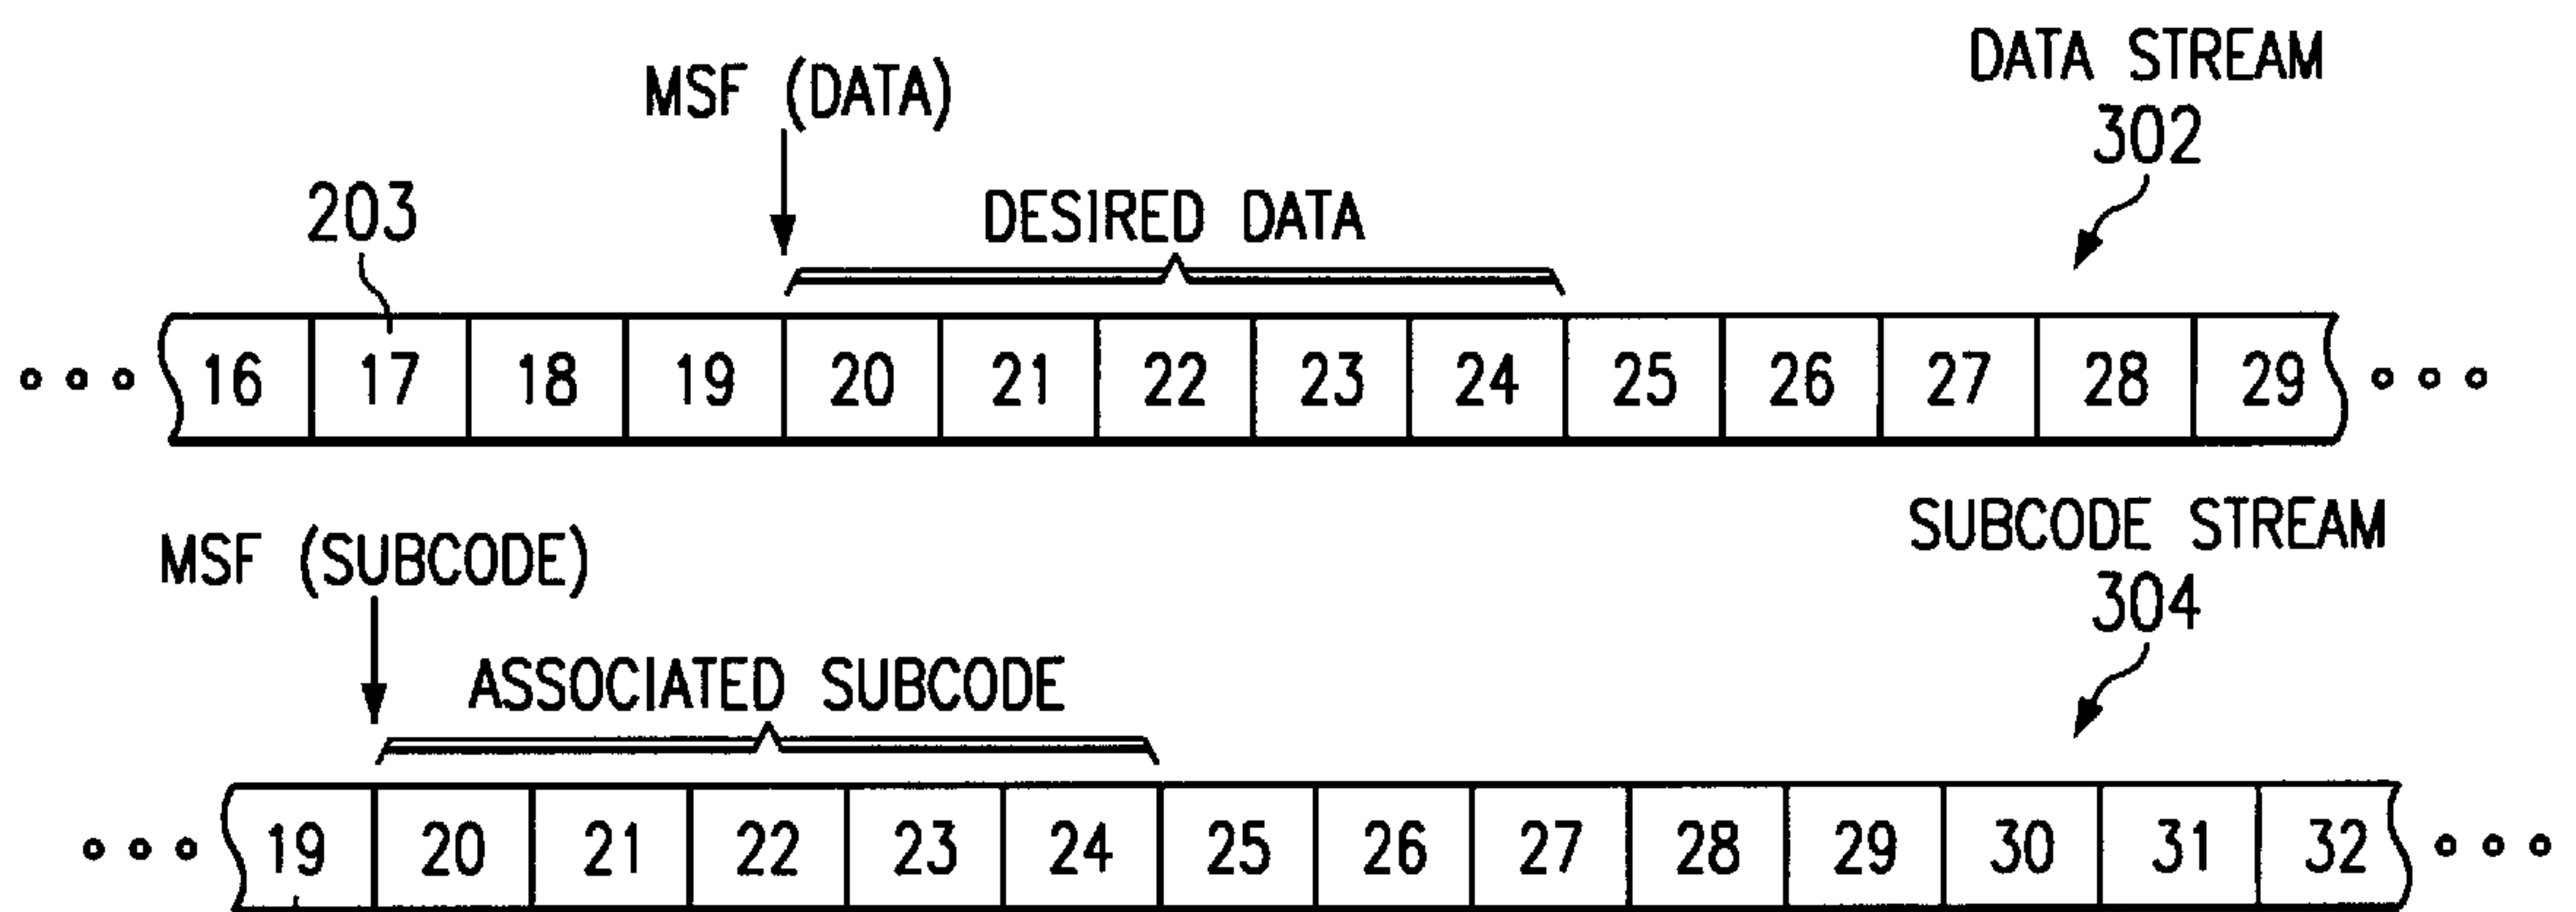 DATA STREAM
302
MSF (DATA)
203
DESIRED DATA
16 17 18 19 20 21 22 23 24 25 26 27 28 29
SUBCODE STREAM
304
MSF (SUBCODE)
ASSOCIATED SUBCODE
19 20 21 22 23 24 25 26 27 28 29 30 31 32